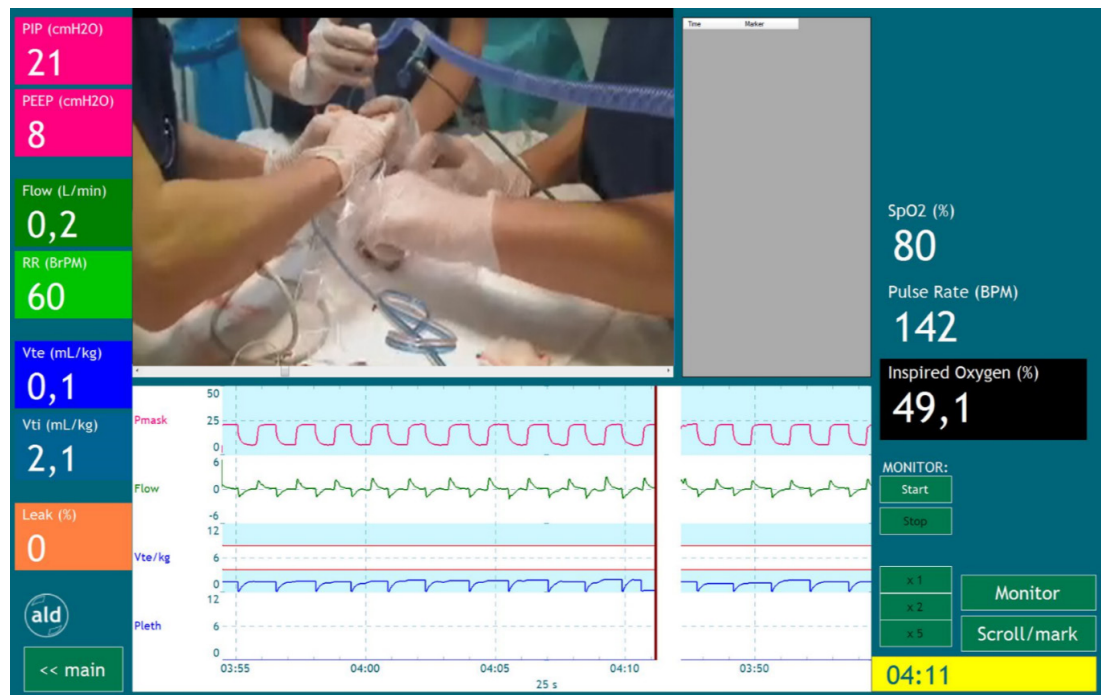 PIP (cmH2O)
21
PEEP (cmH2O)
8
Flow (L/min)
0,2
RR (BrPM)
60
Vte (mL/kg)
0,1
Vti (mL/kg)
2,1
Leak (%)
0
ald
<< main
Time Marker
Pmask
50
25
0
Flow
6
0
-6
Vte/kg
12
6
0
Pleth
12
6
0
03:55 04:00 04:05 04:10 03:50
25 s
SpO2 (%)
80
Pulse Rate (BPM)
142
Inspired Oxygen (%)
49,1
MONITOR:
Start
Stop
x 1
x 2
x 5
Monitor
Scroll/mark
04:11